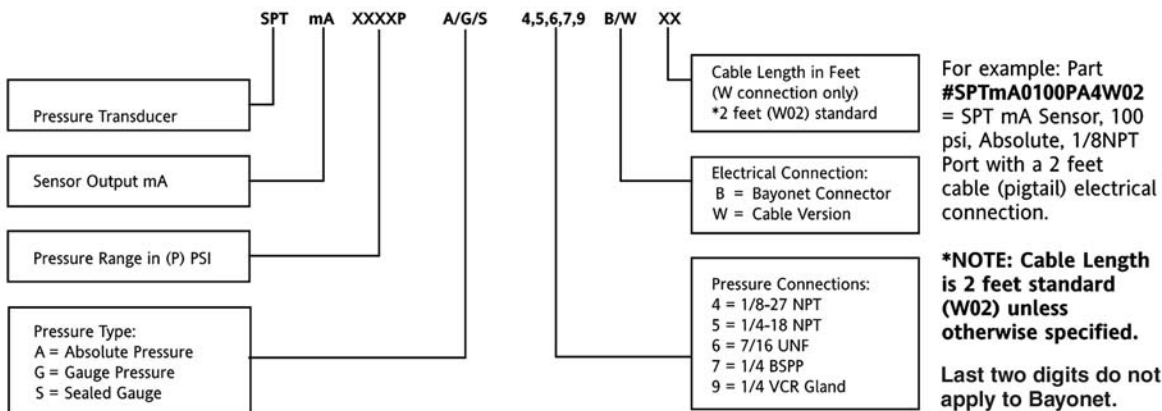 SPT mA XXXXP A/G/S 4,5,6,7,9 B/W XX
Pressure Transducer
Sensor Output mA
Pressure Range in (P) PSI
Pressure Type:
A = Absolute Pressure
G = Gauge Pressure
S = Sealed Gauge
Cable Length in Feet
(W connection only)
*2 feet (W02) standard
Electrical Connection:
B = Bayonet Connector
W = Cable Version
Pressure Connections:
4 = 1/8-27 NPT
5 = 1/4-18 NPT
6 = 7/16 UNF
7 = 1/4 BSPP
9 = 1/4 VCR Gland
For example: Part
#SPTmA0100PA4W02
= SPT mA Sensor, 100
psi, Absolute, 1/8NPT
Port with a 2 feet
cable (pigtail) electrical
connection.
*NOTE: Cable Length
is 2 feet standard
(W02) unless
otherwise specified.
Last two digits do not
apply to Bayonet.